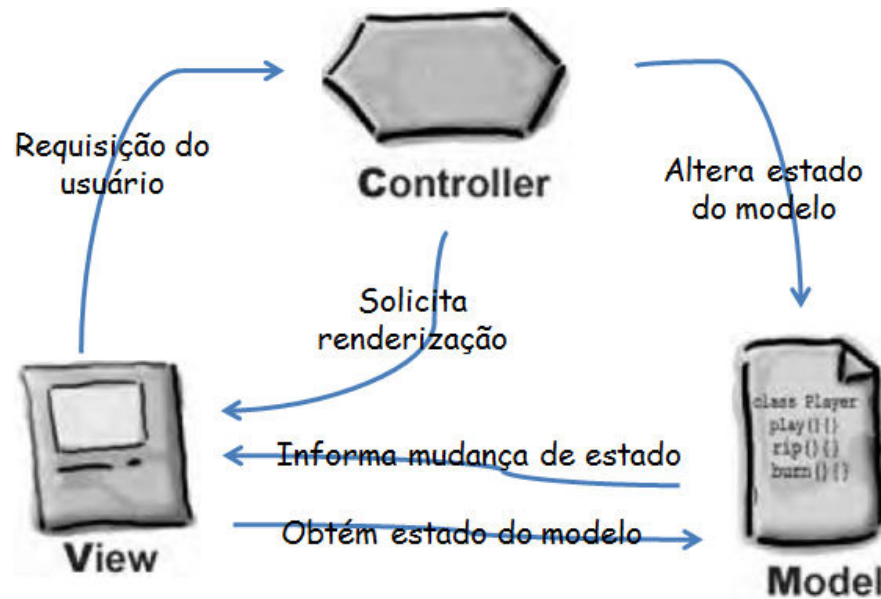 Requisição do
usuário
Controller
Altera estado
do modelo
Solicita
renderização
class Player
play(){}
rip(){}
burn(){}
Informa mudança de estado
Obtém estado do modelo
View
Model